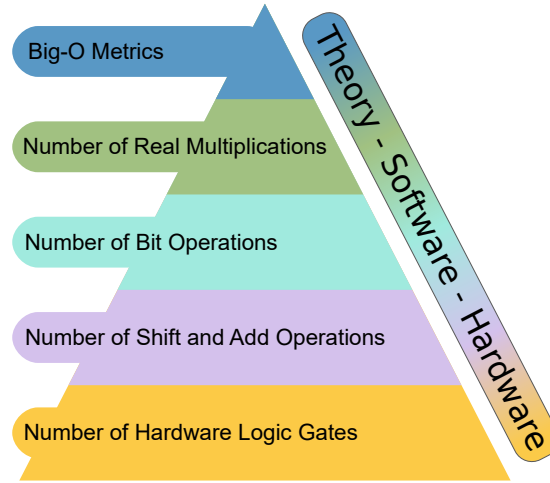 Big-O Metrics
Number of Real Multiplications
Number of Bit Operations
Number of Shift and Add Operations
Number of Hardware Logic Gates
Theory - Software - Hardware